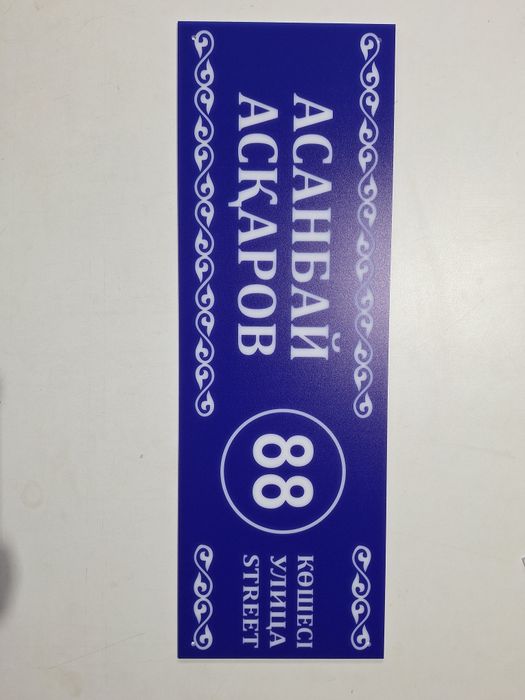 АСАНБАЙ
АСҚАРОВ
88
КӨШЕСІ
УЛИЦА
STREET